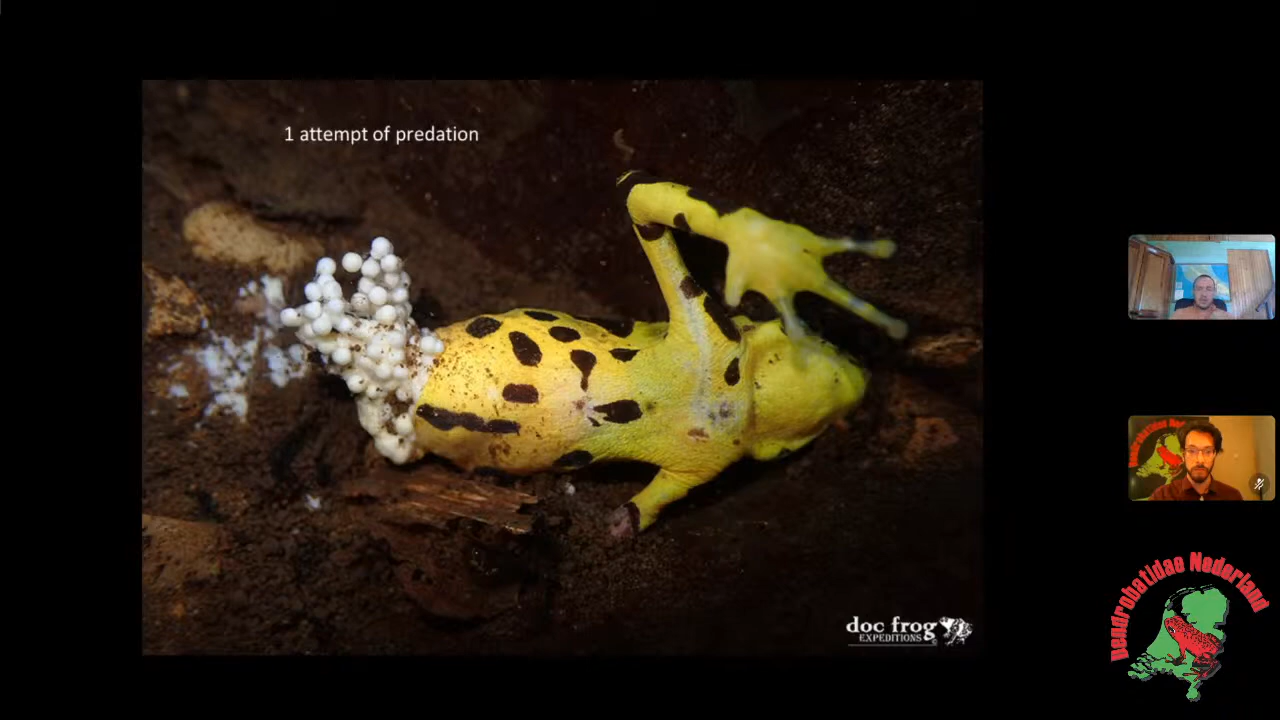 1 attempt of predation
doc frog
EXPEDITIONS
Dendrobatidae Nederland